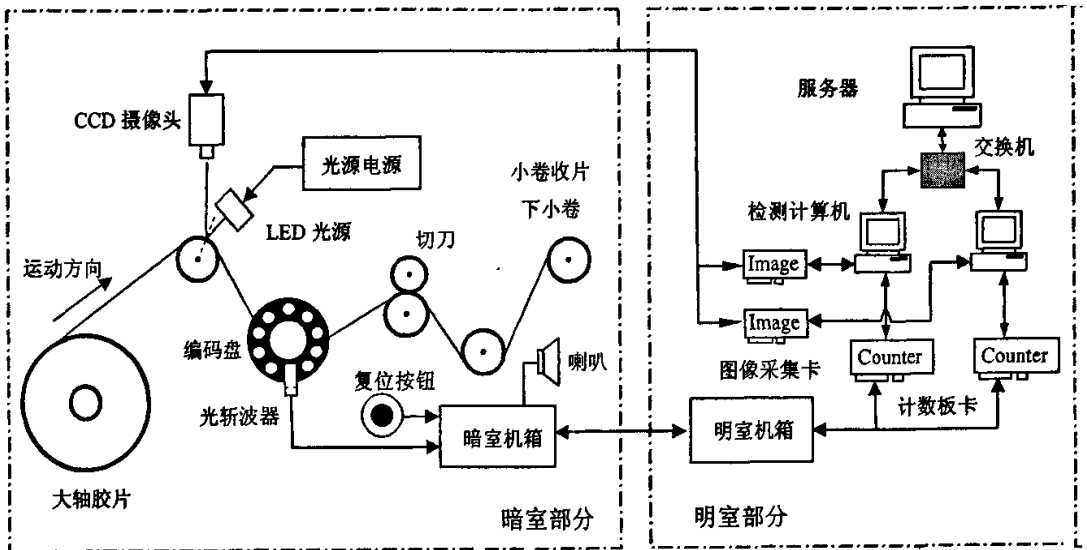 CCD 摄像头
光源电源
LED 光源
运动方向
大轴胶片
编码盘
光斩波器
复位按钮
切刀
小卷收片
下小卷
喇叭
暗室机箱
暗室部分
服务器
交换机
检测计算机
Image
Image
图像采集卡
Counter
Counter
计数板卡
明室机箱
明室部分